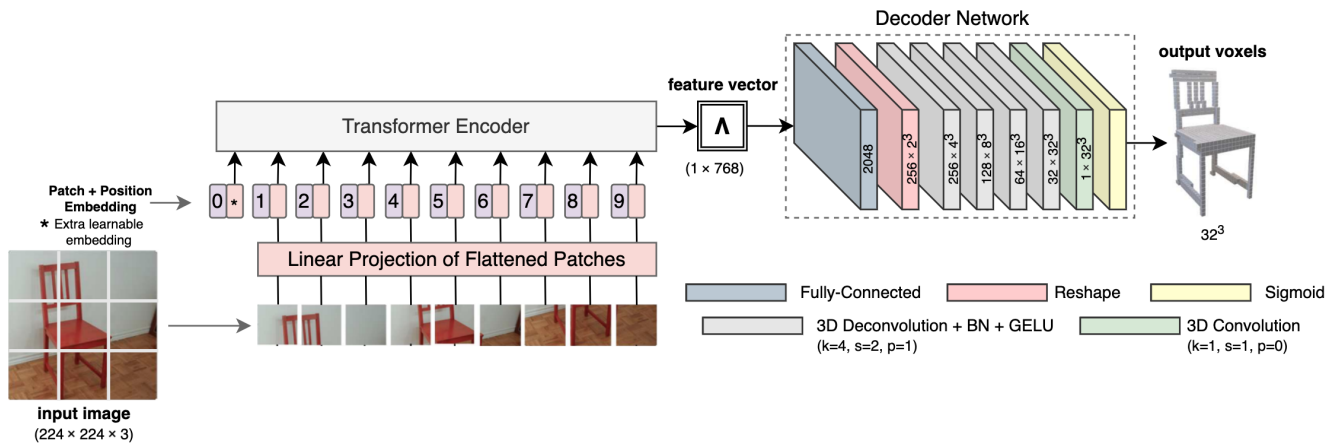 Decoder Network
output voxels
feature vector
Transformer Encoder
Λ
(1 × 768)
2048
256 × 2³
256 × 4³
128 × 8³
64 × 16³
32 × 32³
1 × 32³
32³
Patch + Position
Embedding
* Extra learnable
embedding
0 * 1 2 3 4 5 6 7 8 9
Linear Projection of Flattened Patches
Fully-Connected
Reshape
Sigmoid
3D Deconvolution + BN + GELU
(k=4, s=2, p=1)
3D Convolution
(k=1, s=1, p=0)
input image
(224 × 224 × 3)